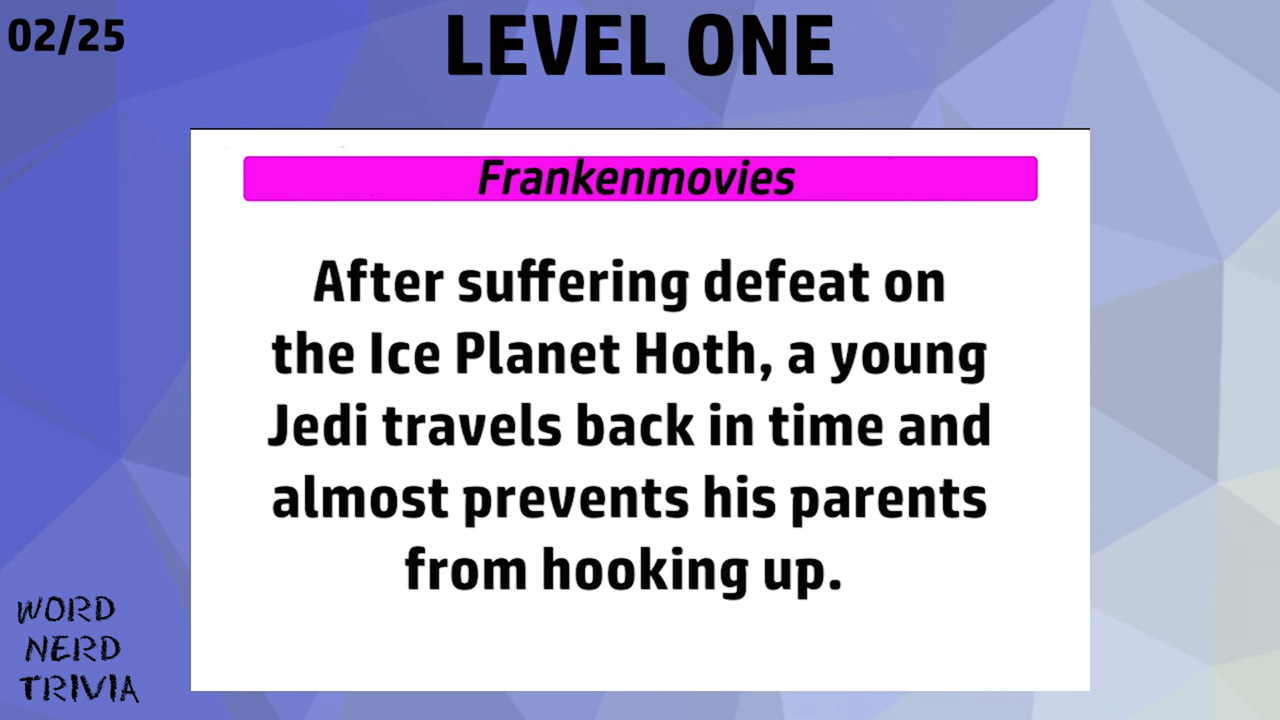 02/25
LEVEL ONE
Frankenmovies
After suffering defeat on
the Ice Planet Hoth, a young
Jedi travels back in time and
almost prevents his parents
from hooking up.
WORD
NERD
TRIVIA